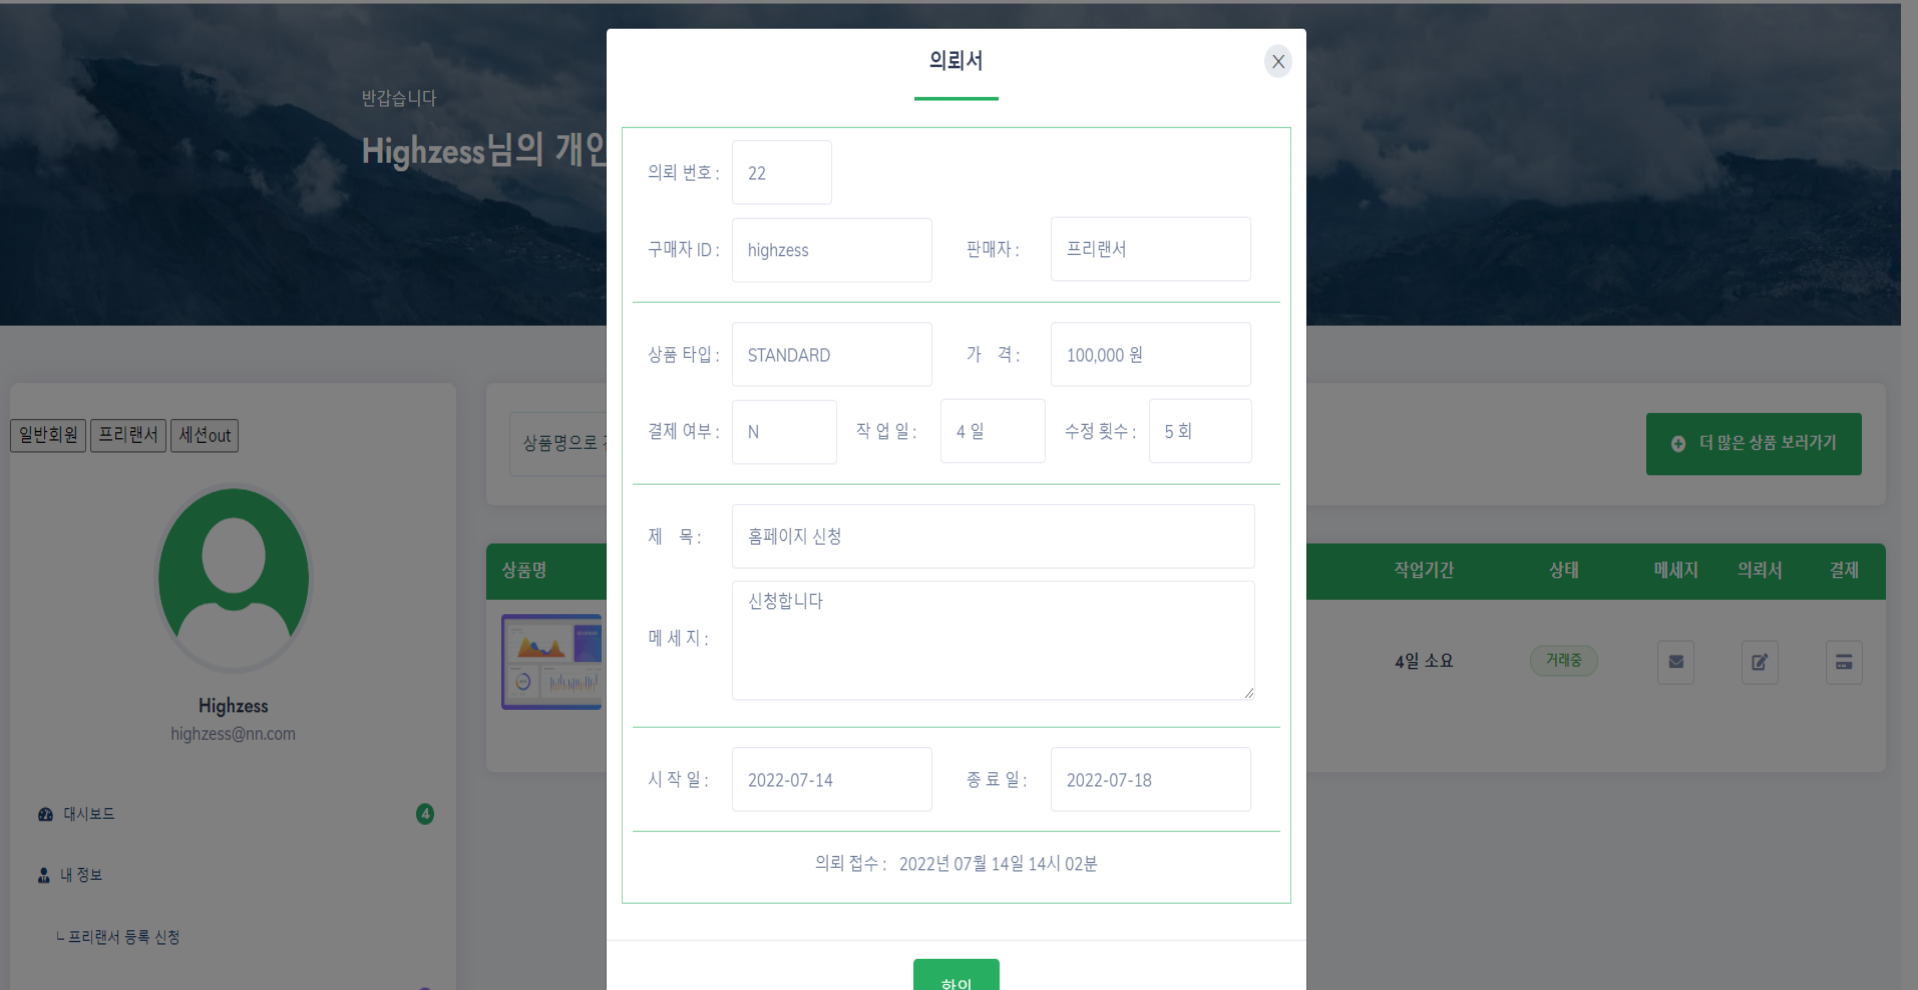 반갑습니다
Highzess님의 개인
일반회원 프리랜서 세션out
Highzess
highzess@nn.com
대시보드 4
내 정보
ㄴ 프리랜서 등록 신청
상품명으로
더 많은 상품 보러가기
상품명 작업기간 상태 메세지 의뢰서 결제
4일 소요 거래중
의뢰서
X
의뢰 번호 : 22
구매자 ID : highzess 판매자 : 프리랜서
상품 타입 : STANDARD 가 격 : 100,000 원
결제 여부 : N 작 업 일 : 4 일 수정 횟수 : 5 회
제 목 : 홈페이지 신청
메 세 지 : 신청합니다
시 작 일 : 2022-07-14 종 료 일 : 2022-07-18
의뢰 접수 : 2022년 07월 14일 14시 02분
확인